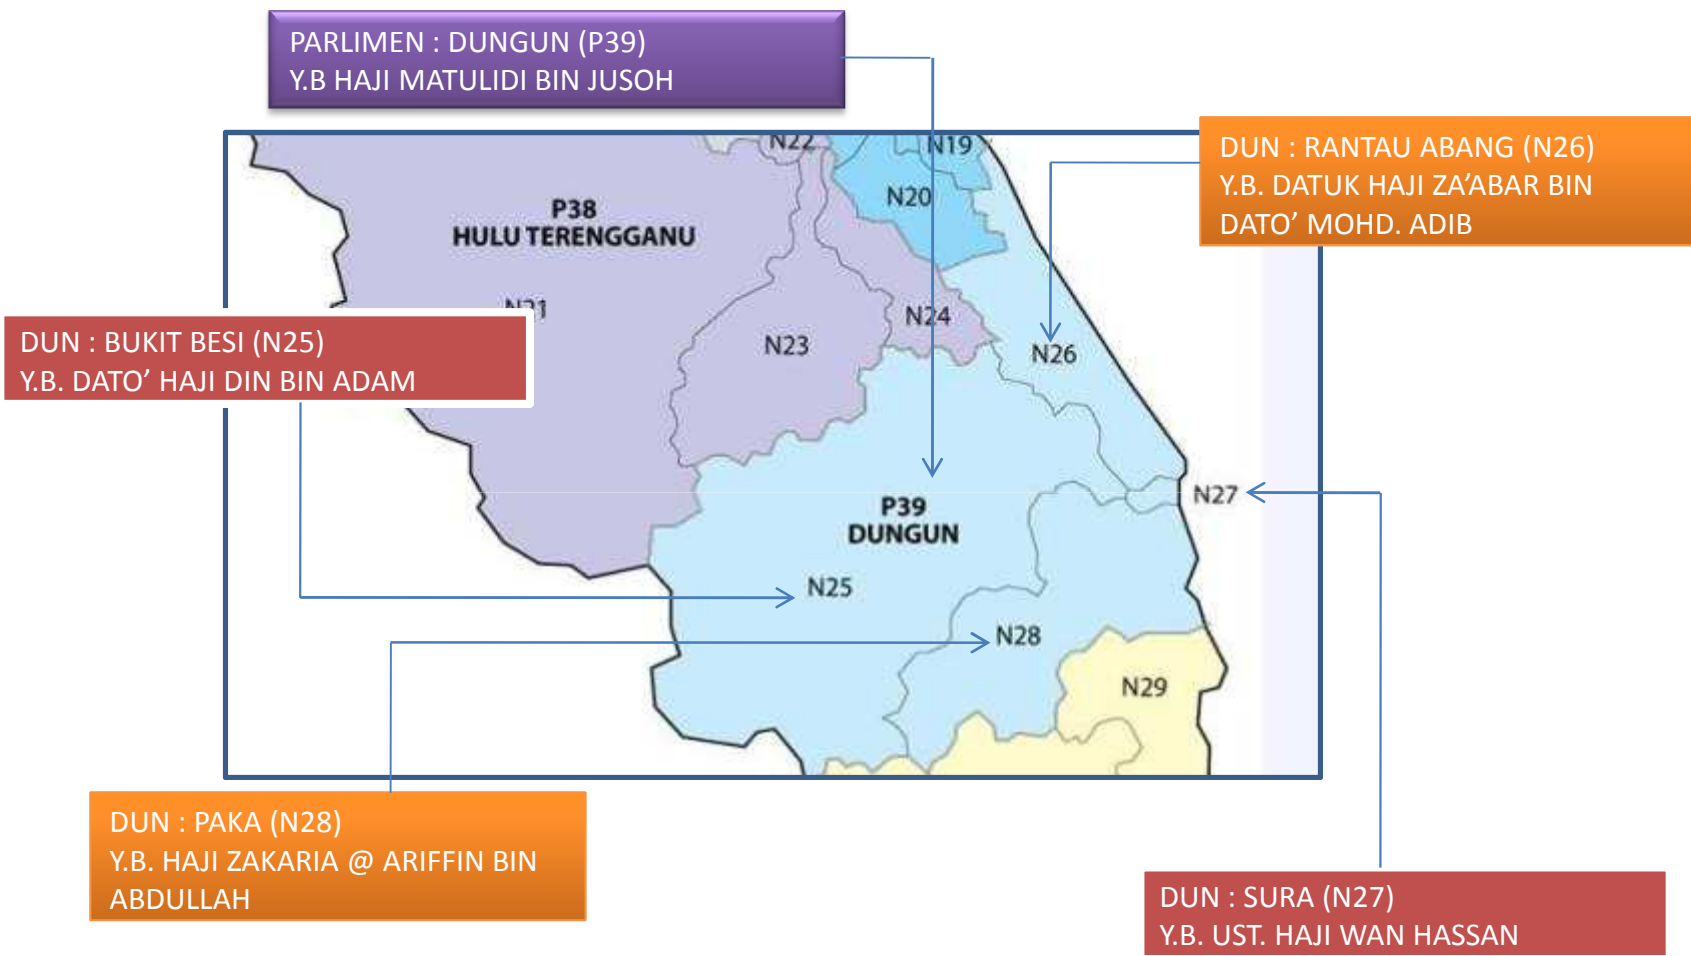 PARLIMEN : DUNGUN (P39)
Y.B HAJI MATULIDI BIN JUSOH
DUN : RANTAU ABANG (N26)
Y.B. DATUK HAJI ZA’ABAR BIN
DATO’ MOHD. ADIB
N22
N19
N20
P38
HULU TERENGGANU
N21
N24
N23
N26
DUN : BUKIT BESI (N25)
Y.B. DATO’ HAJI DIN BIN ADAM
P39
DUNGUN
N27
N25
N28
N29
DUN : PAKA (N28)
Y.B. HAJI ZAKARIA @ ARIFFIN BIN
ABDULLAH
DUN : SURA (N27)
Y.B. UST. HAJI WAN HASSAN